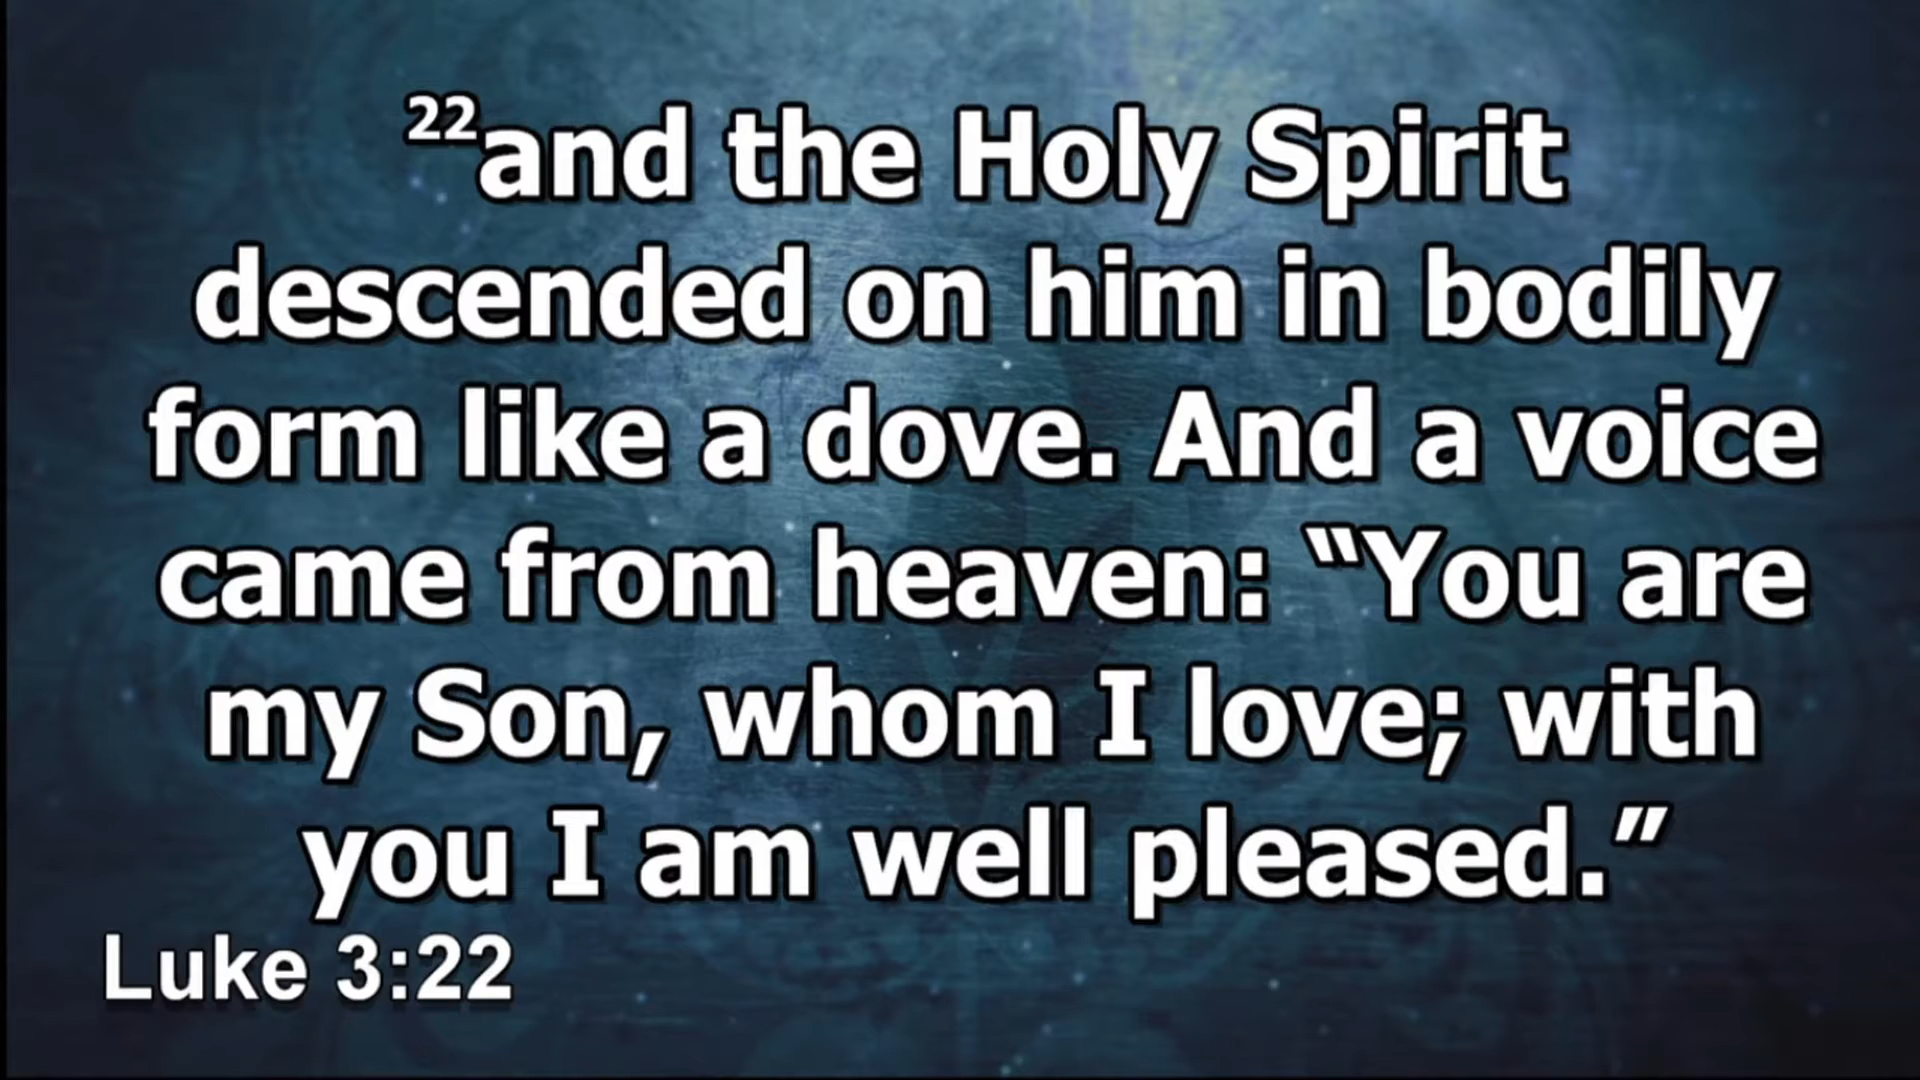 22and the Holy Spirit
descended on him in bodily
form like a dove. And a voice
came from heaven: “You are
my Son, whom I love; with
you I am well pleased.”
Luke 3:22